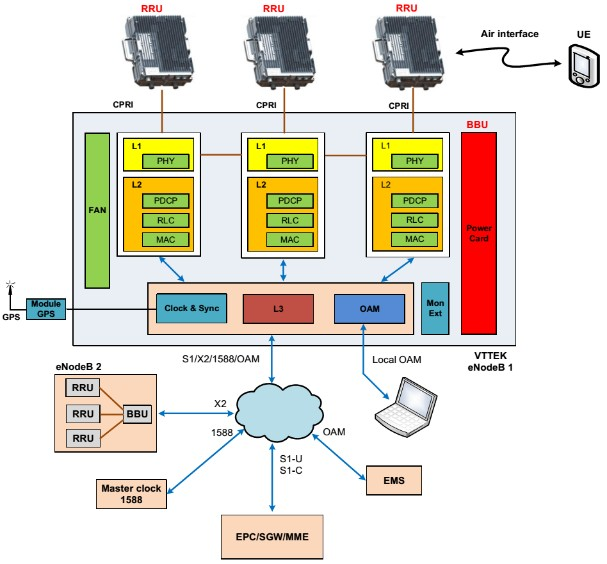 RRU
RRU
RRU
Air interface
UE
CPRI
CPRI
CPRI
BBU
L1
PHY
L1
PHY
L1
PHY
L2
PDCP
RLC
MAC
L2
PDCP
RLC
MAC
L2
PDCP
RLC
MAC
FAN
Power
Card
Module
GPS
GPS
Clock & Sync
L3
OAM
Mon
Ext
VTTEK
eNodeB 1
S1/X2/1588/OAM
Local OAM
eNodeB 2
RRU
RRU
RRU
BBU
X2
1588
OAM
S1-U
S1-C
Master clock
1588
EMS
EPC/SGW/MME